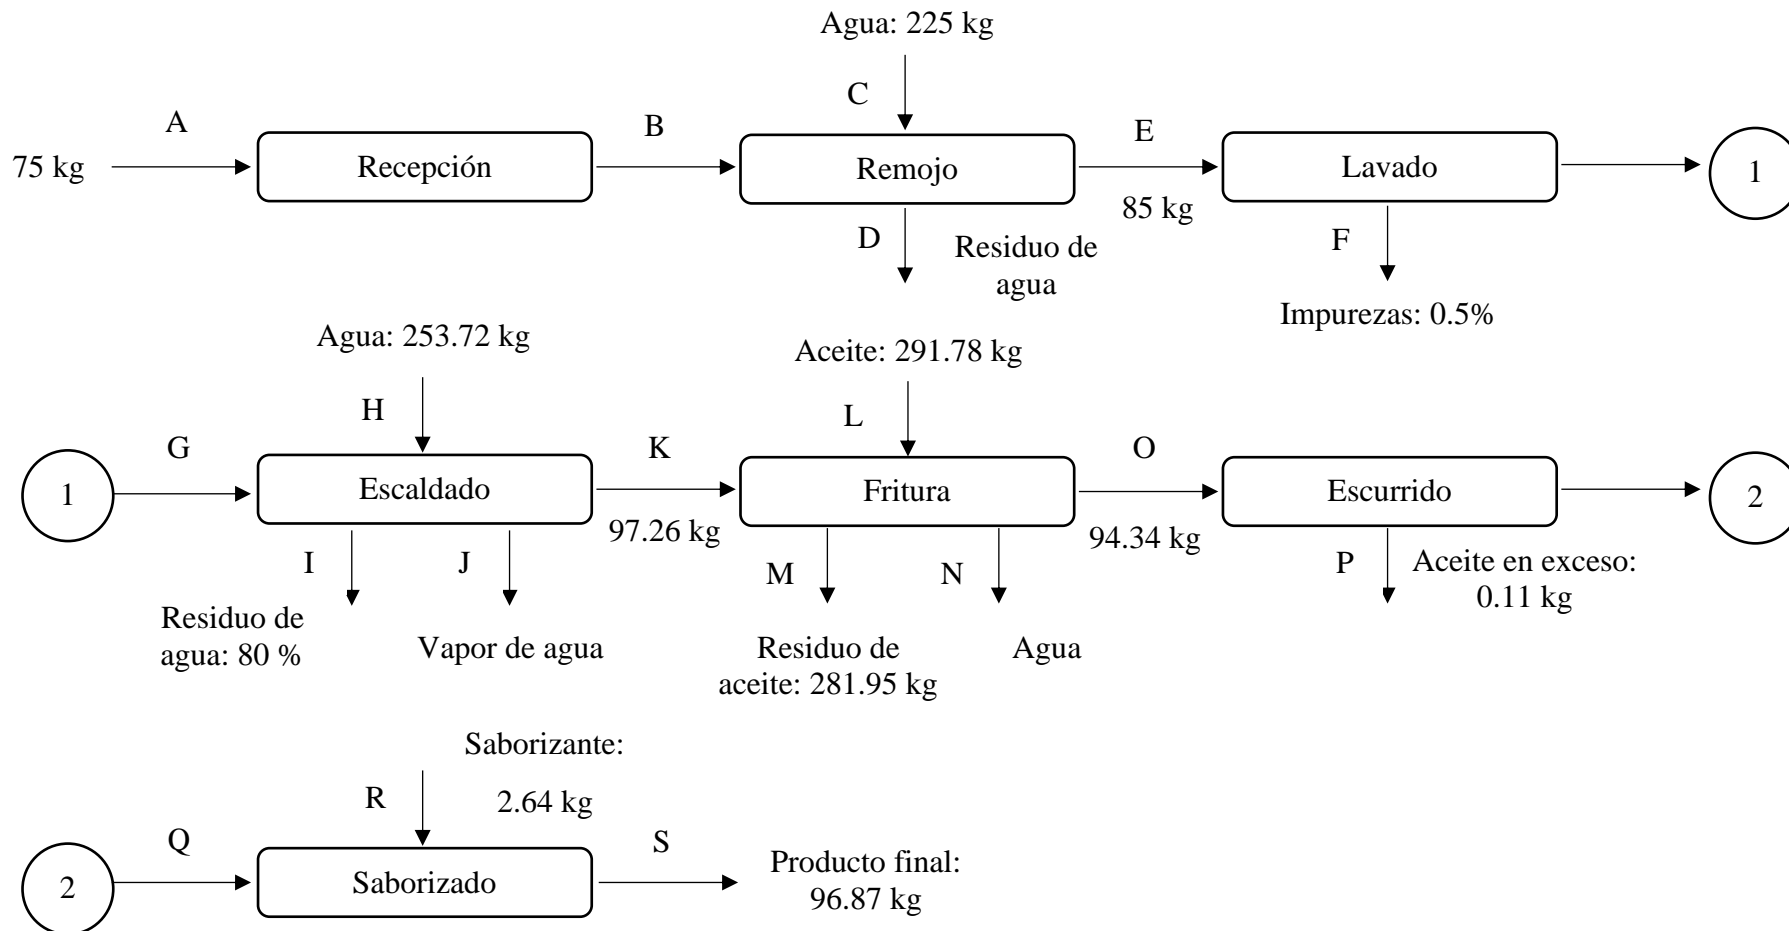 Agua: 225 kg
A
B
C
E
75 kg
Recepción
Remojo
Lavado
1
85 kg
D
Residuo de
agua
F
Impurezas: 0.5%
Agua: 253.72 kg
Aceite: 291.78 kg
H
L
G
K
O
1
Escaldado
Fritura
Escurrido
2
97.26 kg
94.34 kg
I
J
M
N
P
Aceite en exceso:
0.11 kg
Residuo de
agua: 80 %
Vapor de agua
Residuo de
aceite: 281.95 kg
Agua
Saborizante:
2.64 kg
R
Q
S
2
Saborizado
Producto final:
96.87 kg